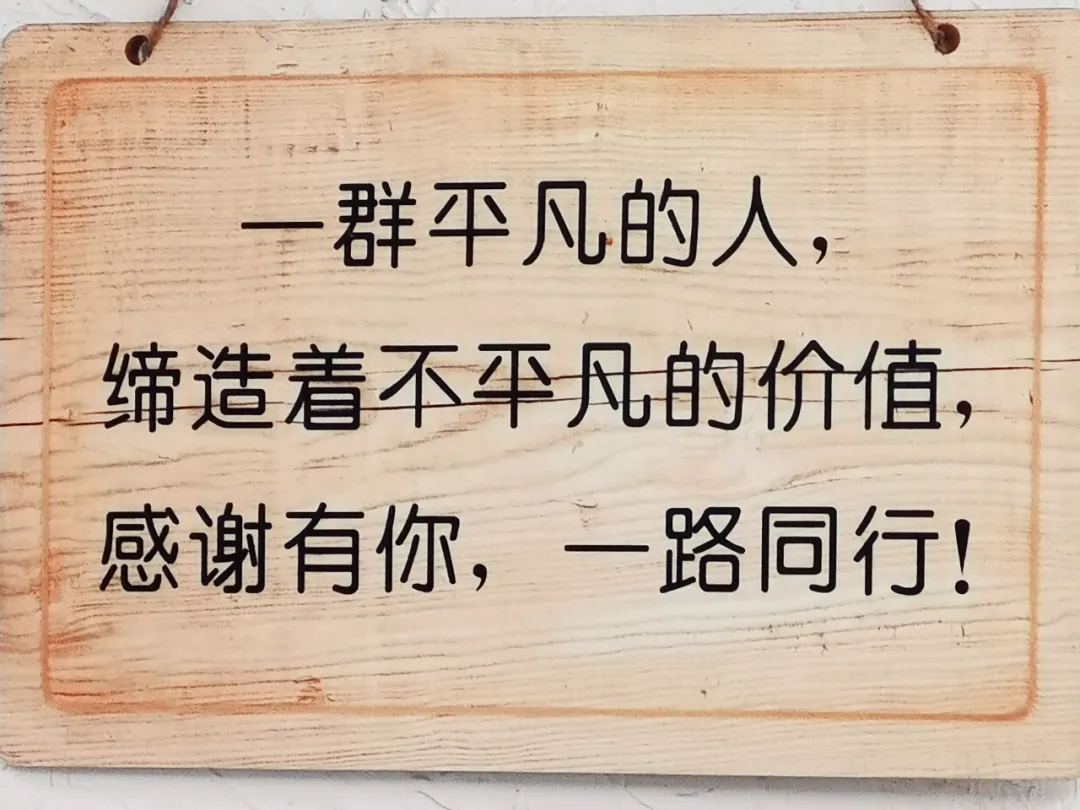 一群平凡的人，
缔造着不平凡的价值，
感谢有你，一路同行！